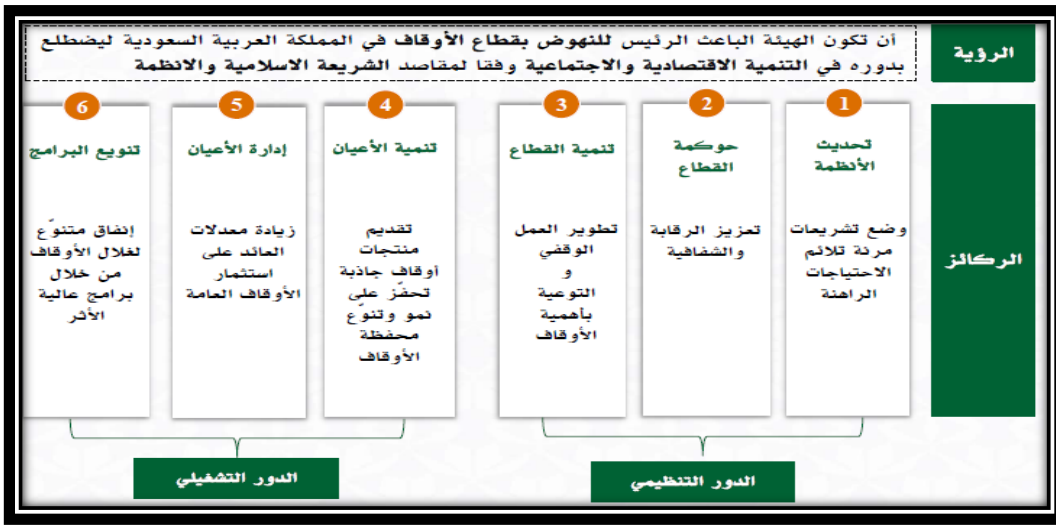 الرؤية
أن تكون الهيئة الباعث الرئيس للنهوض بقطاع الأوقاف في المملكة العربية السعودية ليضطلع
بدوره في التنمية الاقتصادية والاجتماعية وفقا لمقاصد الشريعة الاسلامية والانظمة
الركائز
1
تحديث
الأنظمة
وضع تشريعات
مرنة تلائم
الاحتياجات
الراهنة
2
حوكمة
القطاع
تعزيز الرقابة
والشفافية
3
تنمية القطاع
تطوير العمل
الوقفي
و
التوعية
بأهمية
الأوقاف
4
تنمية الأعيان
تقديم
منتجات
أوقاف جاذبة
تحفّز على
نمو وتنوّع
محفظة
الأوقاف
5
إدارة الأعيان
زيادة معدلات
العائد على
استثمار
الأوقاف العامة
6
تنويع البرامج
إنفاق متنوّع
لغلال الأوقاف
من خلال
برامج عالية
الأثر
الدور التنظيمي
الدور التشغيلي